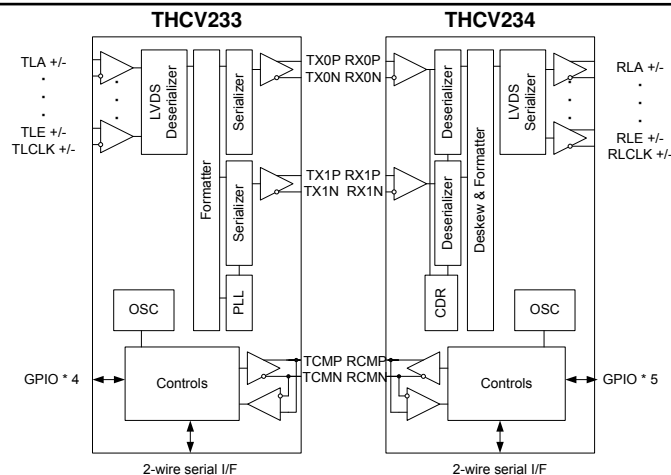 THCV233
THCV234
TLA +/-
TLE +/-
TLCLK +/-
LVDS
Deserializer
Formatter
Serializer
Serializer
PLL
OSC
Controls
GPIO * 4
2-wire serial I/F
TX0P RX0P
TX0N RX0N
TX1P RX1P
TX1N RX1N
TCMP RCMP
TCMN RCMN
Deserializer
Deserializer
CDR
Deskew & Formatter
LVDS
Serializer
RLA +/-
RLE +/-
RLCLK +/-
OSC
Controls
GPIO * 5
2-wire serial I/F